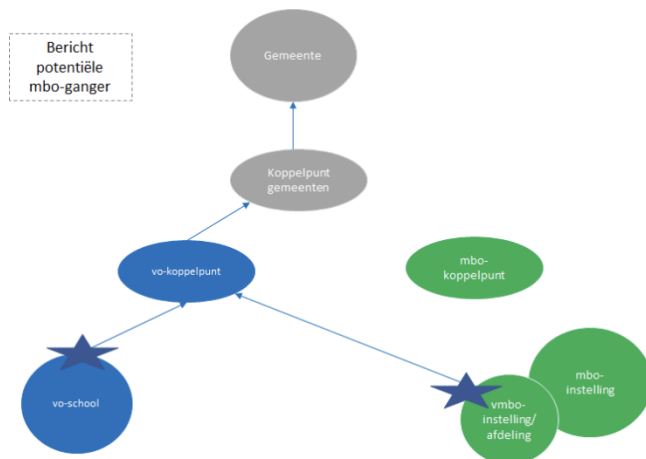 Bericht
potentiële
mbo-ganger
Gemeente
Koppelpunt
gemeenten
vo-koppelpunt
mbo-
koppelpunt
vo-school
mbo-
instelling
vmbo-
instelling/
afdeling